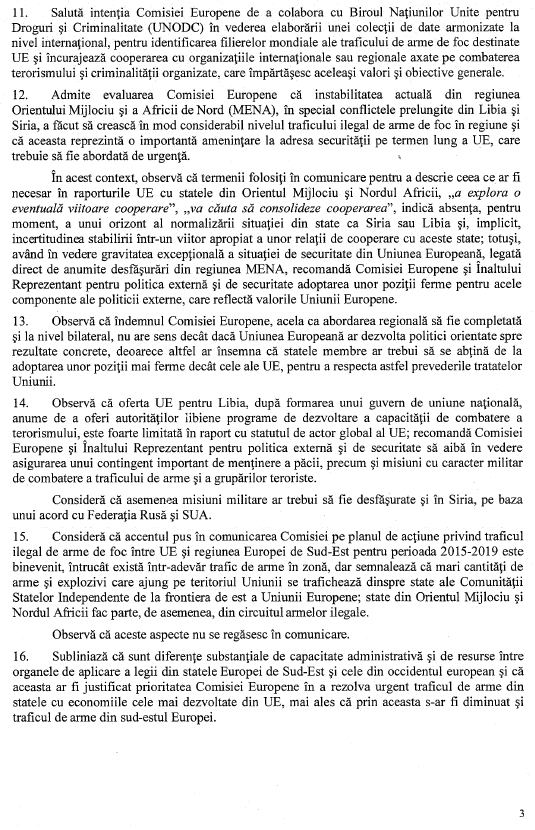 11. Salută intenția Comisiei Europene de a colabora cu Biroul Națiunilor Unite pentru
Droguri și Criminalitate (UNODC) în vederea elaborării unei colecții de date armonizate la
nivel internațional, pentru identificarea filierelor mondiale ale traficului de arme de foc destinate
UE și încurajează cooperarea cu organizațiile internaționale sau regionale axate pe combaterea
terorismului și criminalității organizate, care împărtășesc aceleași valori și obiective generale.
12. Admite evaluarea Comisiei Europene că instabilitatea actuală din regiunea
Orientului Mijlociu și a Africii de Nord (MENA), în special conflictele prelungite din Libia și
Siria, a făcut să crească în mod considerabil nivelul traficului ilegal de arme de foc în regiune și
că aceasta reprezintă o importantă amenințare la adresa securității pe termen lung a UE, care
trebuie să fie abordată de urgență.
În acest context, observă că termenii folosiți în comunicare pentru a descrie ceea ce ar fi
necesar în raporturile UE cu statele din Orientul Mijlociu și Nordul Africii, „a explora o
eventuală viitoare cooperare”, „va căuta să consolideze cooperarea”, indică absența, pentru
moment, a unui orizont al normalizării situației din state ca Siria sau Libia și, implicit,
incertitudinea stabilirii într-un viitor apropiat a unor relații de cooperare cu aceste state; totuși,
având în vedere gravitatea excepțională a situației de securitate din Uniunea Europeană, legată
direct de anumite desfășurări din regiunea MENA, recomandă Comisiei Europene și Înaltului
Reprezentant pentru politica externă și de securitate adoptarea unor poziții ferme pentru acele
componente ale politicii externe, care reflectă valorile Uniunii Europene.
13. Observă că îndemnul Comisiei Europene, acela ca abordarea regională să fie completată
și la nivel bilateral, nu are sens decât dacă Uniunea Europeană ar dezvolta politici orientate spre
rezultate concrete, deoarece altfel ar însemna că statele membre ar trebui să se abțină de la
adoptarea unor poziții mai ferme decât cele ale UE, pentru a respecta astfel prevederile tratatelor
Uniunii.
14. Observă că oferta UE pentru Libia, după formarea unui guvern de uniune națională,
anume de a oferi autorităților libiene programe de dezvoltare a capacității de combatere a
terorismului, este foarte limitată în raport cu statutul de actor global al UE; recomandă Comisiei
Europene și Înaltului Reprezentant pentru politica externă și de securitate să aibă în vedere
asigurarea unui contingent important de menținere a păcii, precum și misiuni cu caracter militar
de combatere a traficului de arme și a grupărilor teroriste.
Consideră că asemenea misiuni militare ar trebui să fie desfășurate și în Siria, pe baza
unui acord cu Federația Rusă și SUA.
15. Consideră că accentul pus în comunicarea Comisiei pe planul de acțiune privind traficul
ilegal de arme de foc între UE și regiunea Europei de Sud-Est pentru perioada 2015-2019 este
binevenit, întrucât există într-adevăr trafic de arme în zonă, dar semnalează că mari cantități de
arme și explozivi care ajung pe teritoriul Uniunii se trafichează dinspre state ale Comunității
Statelor Independente de la frontiera de est a Uniunii Europene; state din Orientul Mijlociu și
Nordul Africii fac parte, de asemenea, din circuitul armelor ilegale.
Observă că aceste aspecte nu se regăsesc în comunicare.
16. Subliniază că sunt diferențe substanțiale de capacitate administrativă și de resurse între
organele de aplicare a legii din statele Europei de Sud-Est și cele din occidentul european și că
aceasta ar fi justificat prioritatea Comisiei Europene în a rezolva urgent traficul de arme din
statele cu economiile cele mai dezvoltate din UE, mai ales că prin aceasta s-ar fi diminuat și
traficul de arme din sud-estul Europei.
3